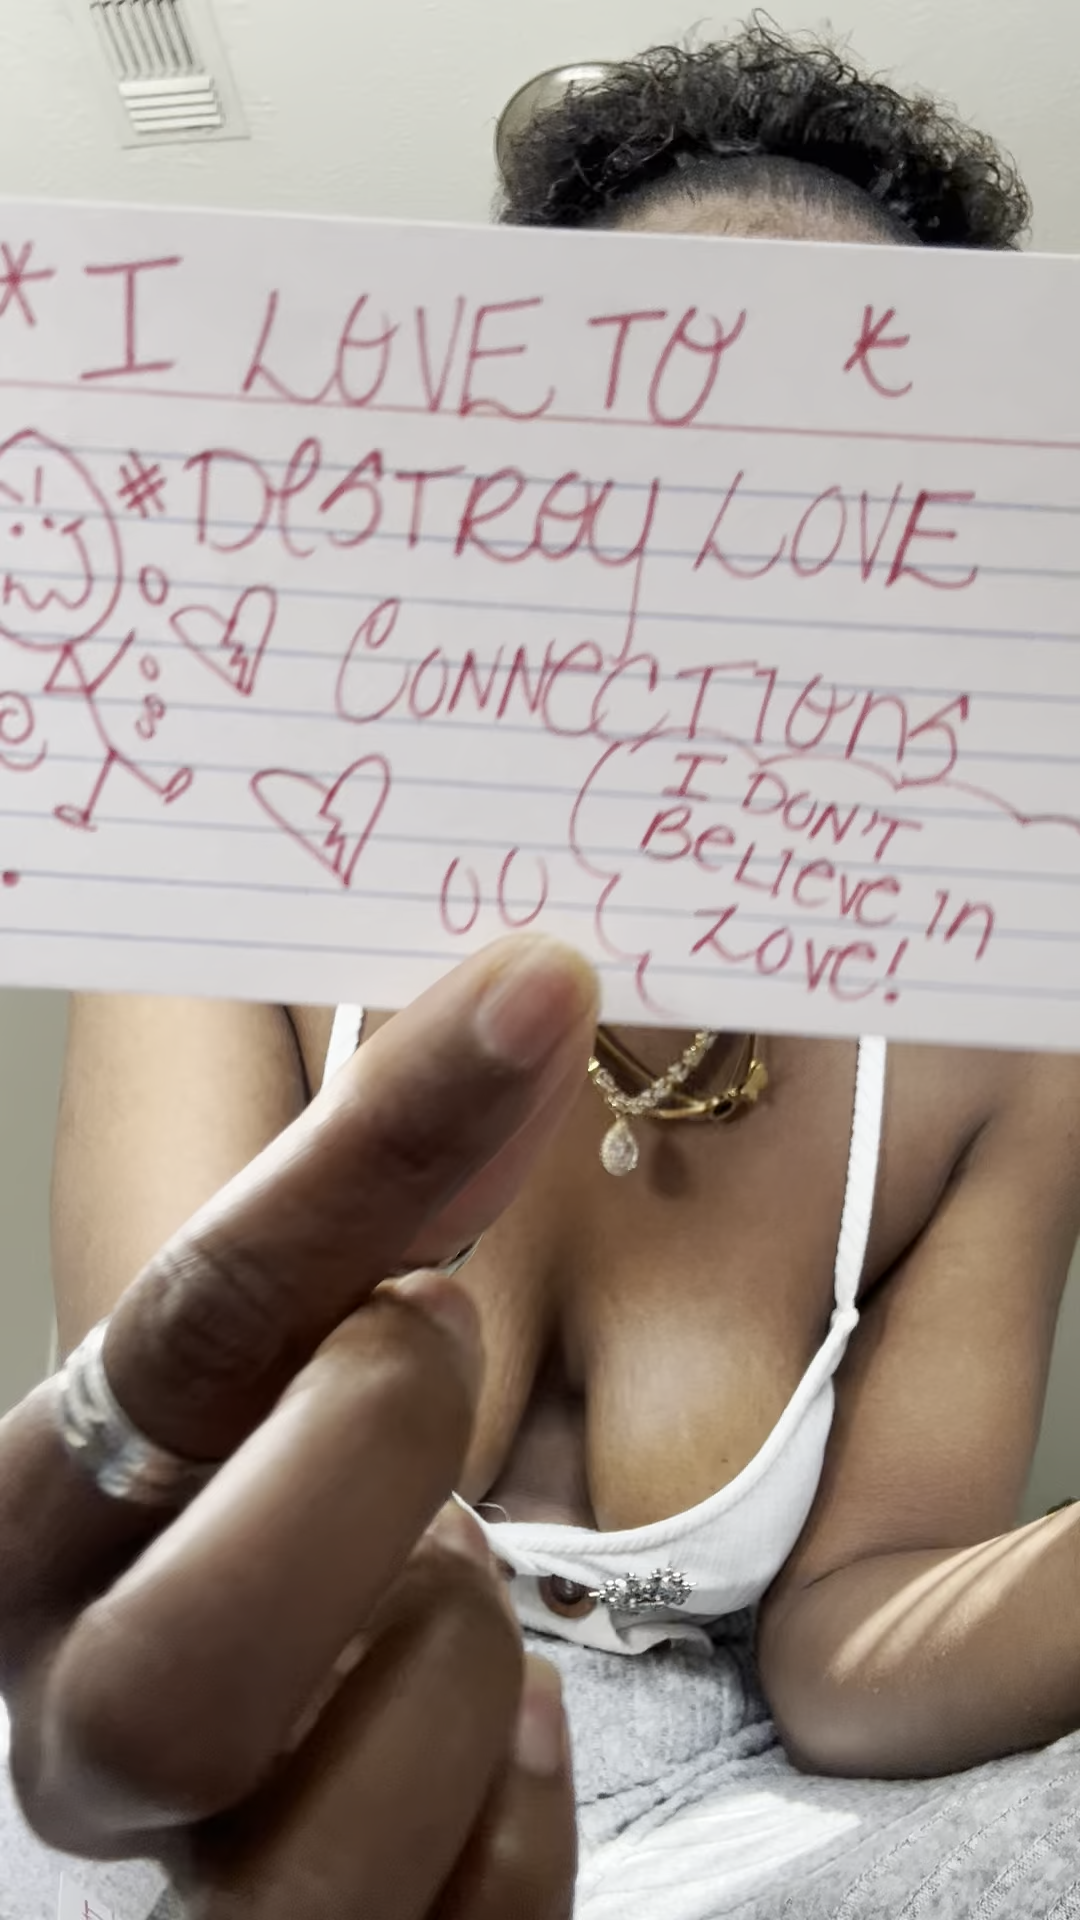 * I LOVE TO *
*DESTROY LOVE
CONNECTIONS
I DON'T
BELIEVE IN
LOVE!